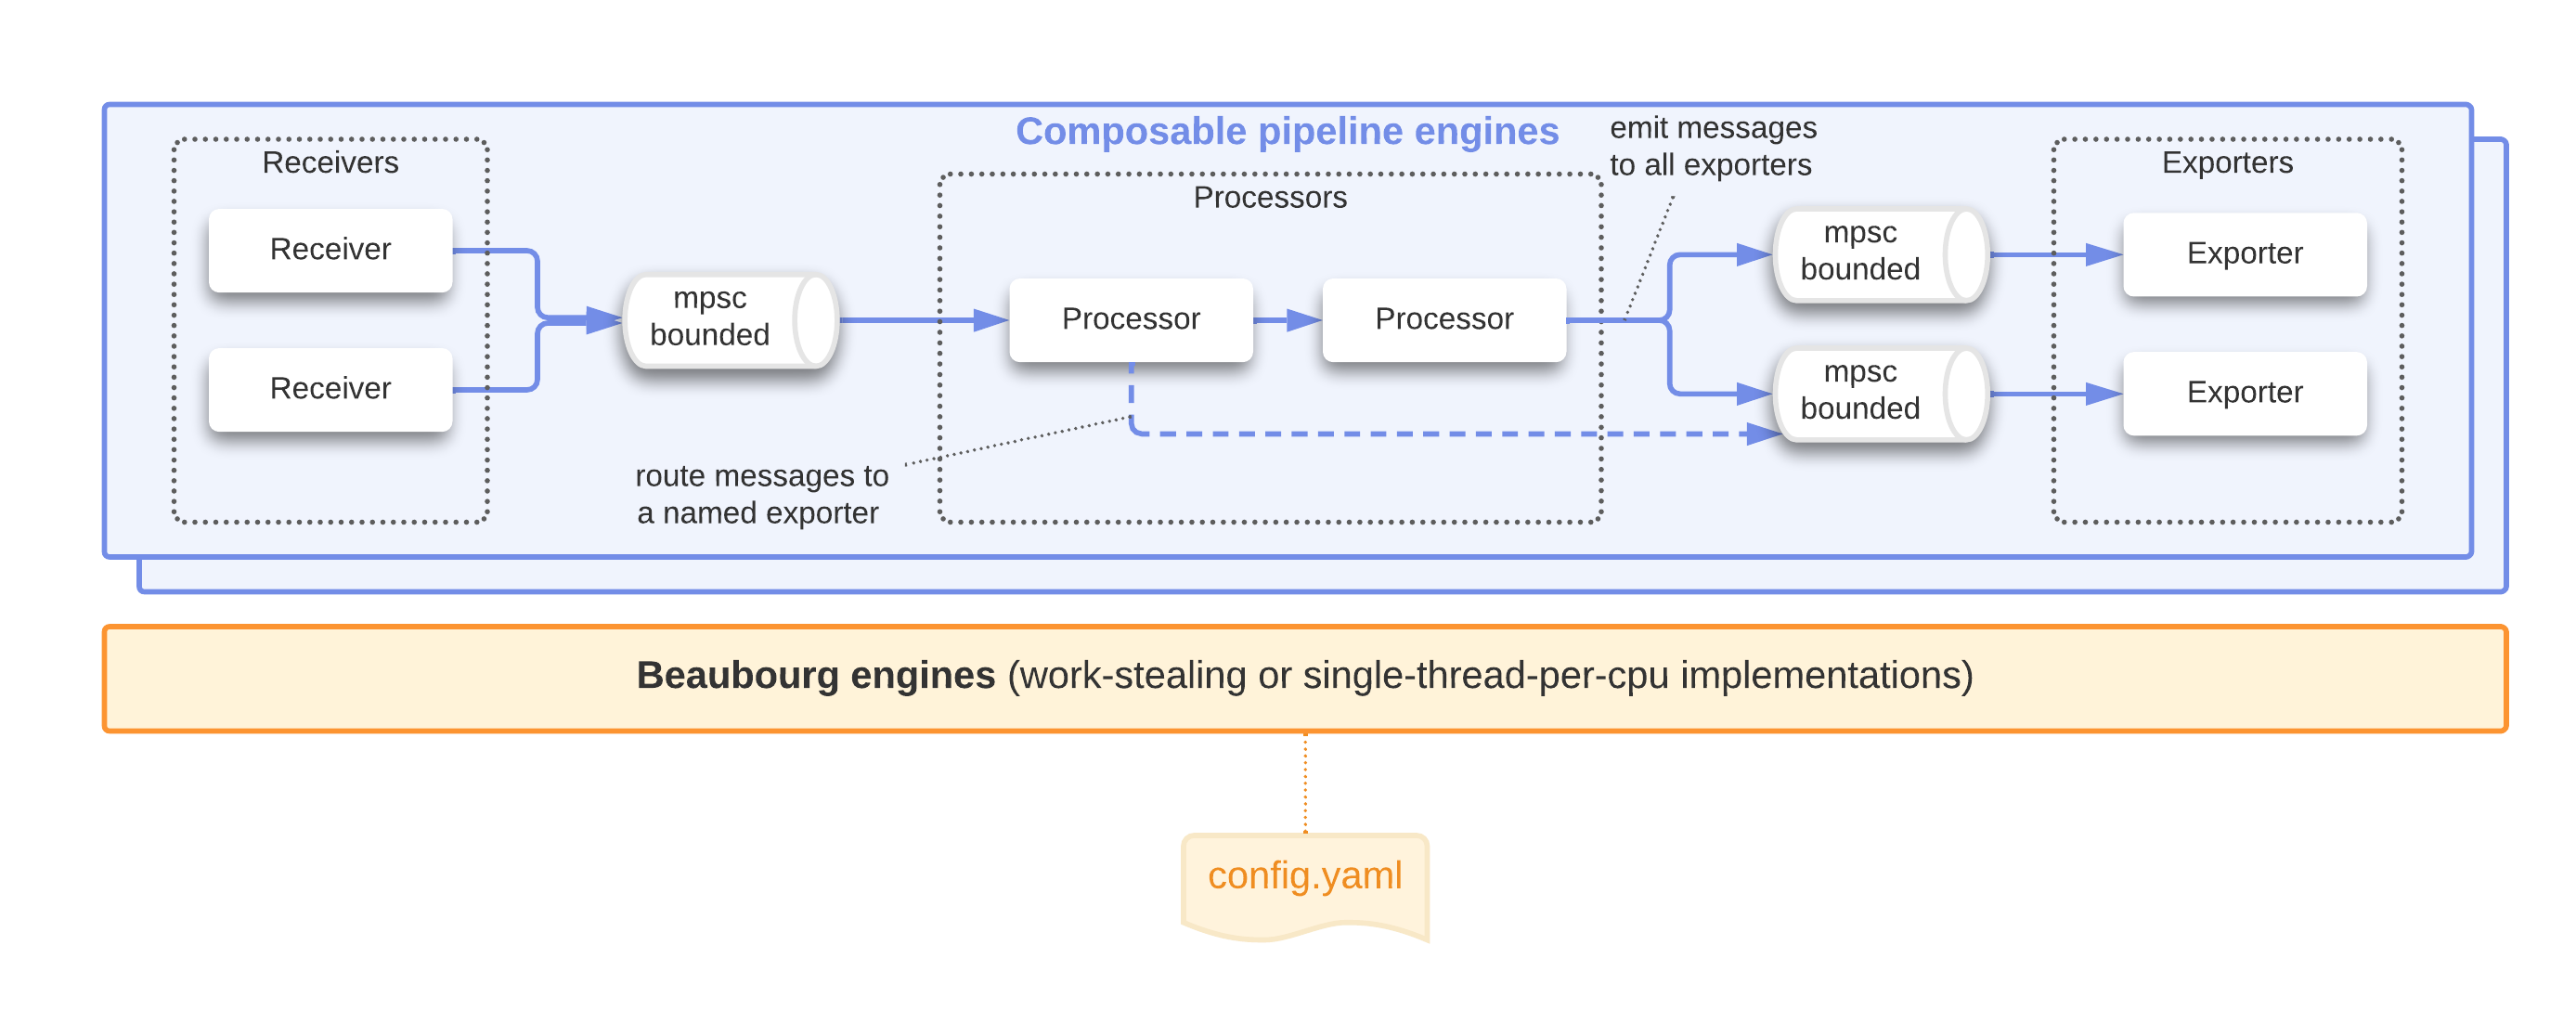 Composable pipeline engines
emit messages
to all exporters
Receivers
Receiver
Receiver
mpsc
bounded
Processors
Processor
Processor
route messages to
a named exporter
mpsc
bounded
mpsc
bounded
Exporters
Exporter
Exporter
Beaubourg engines (work-stealing or single-thread-per-cpu implementations)
config.yaml